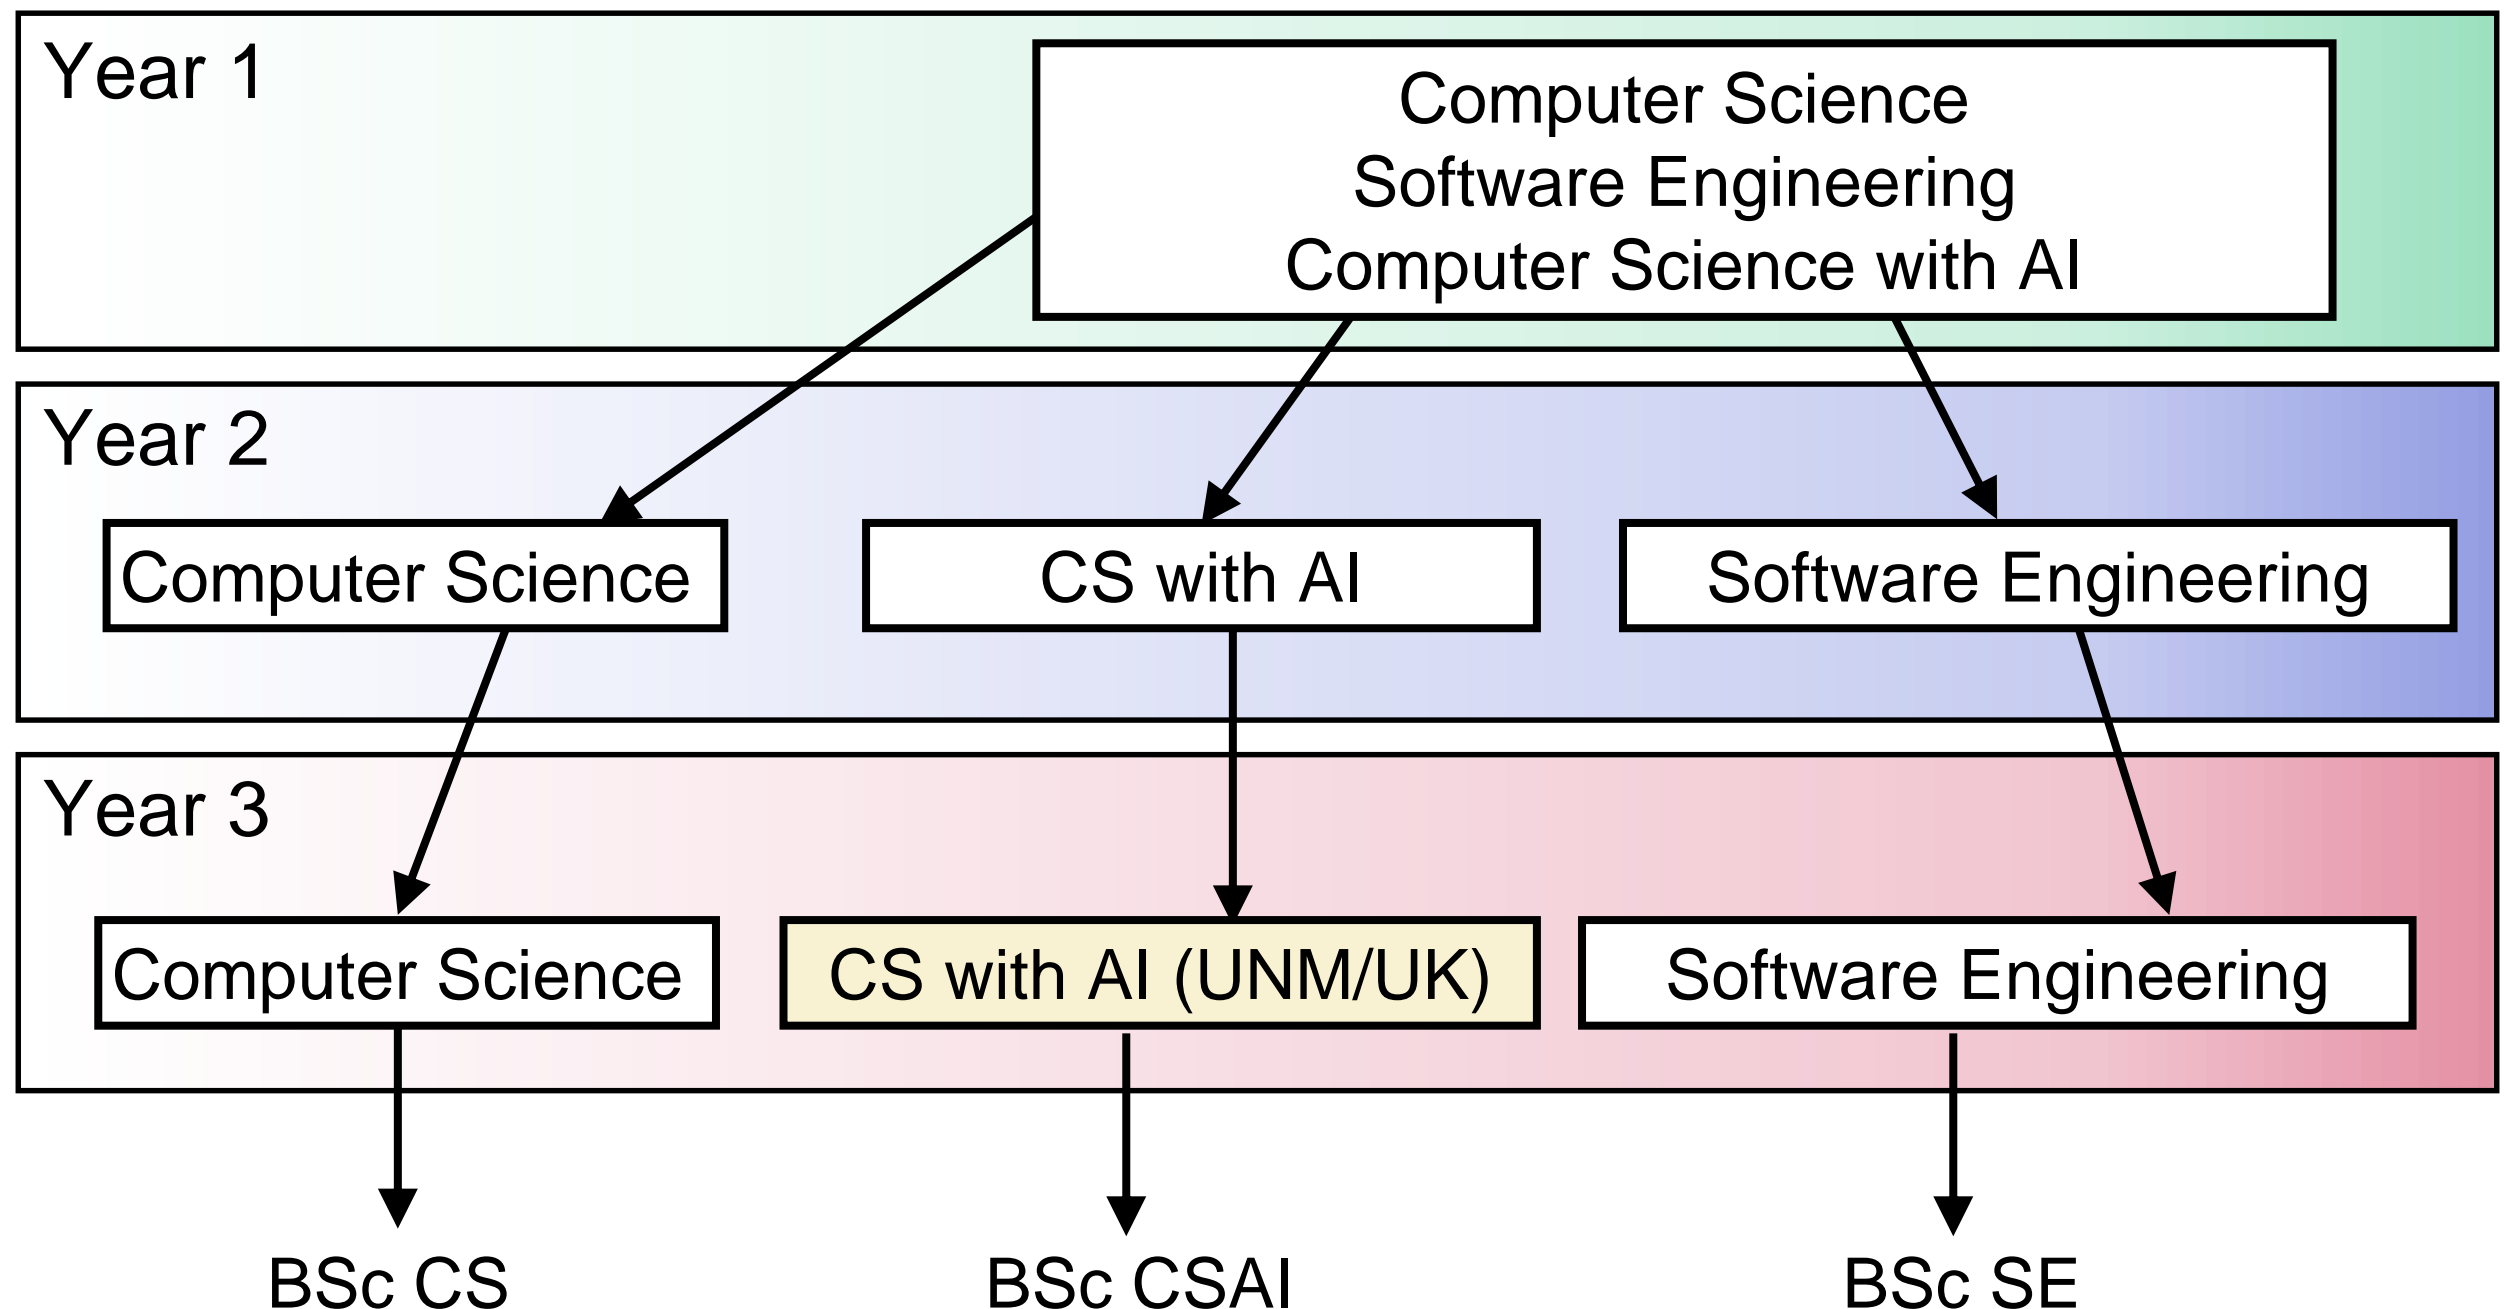 Year 1
Computer Science
Software Engineering
Computer Science with AI
Year 2
Computer Science
CS with AI
Software Engineering
Year 3
Computer Science
CS with AI (UNM/UK)
Software Engineering
BSc CS
BSc CSAI
BSc SE